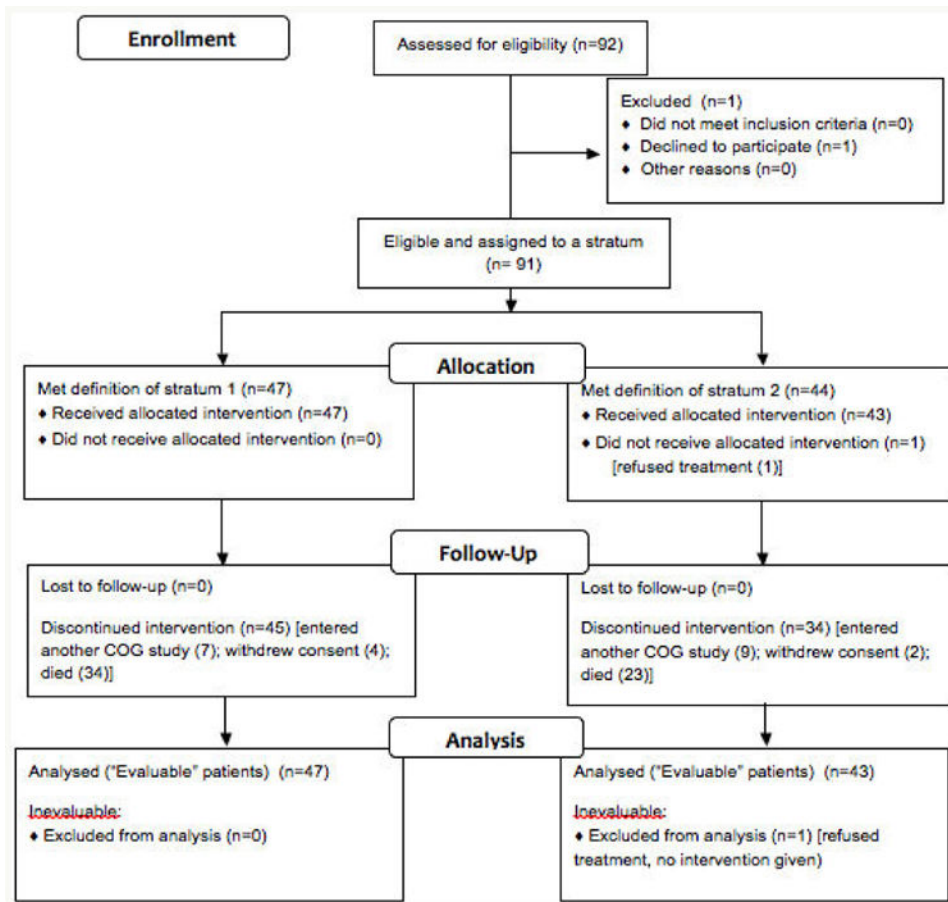 Enrollment
Assessed for eligibility (n=92)
Excluded  (n=1)
♦ Did not meet inclusion criteria (n=0)
♦ Declined to participate (n=1)
♦ Other reasons (n=0)
Eligible and assigned to a stratum
(n= 91)
Allocation
Met definition of stratum 1 (n=47)
♦ Received allocated intervention (n=47)
♦ Did not receive allocated intervention (n=0)
Met definition of stratum 2 (n=44)
♦ Received allocated intervention (n=43)
♦ Did not receive allocated intervention (n=1)
[refused treatment (1)]
Follow-Up
Lost to follow-up (n=0)
Discontinued intervention (n=45) [entered
another COG study (7); withdrew consent (4);
died (34)]
Lost to follow-up (n=0)
Discontinued intervention (n=34) [entered
another COG study (9); withdrew consent (2);
died (23)]
Analysis
Analysed ("Evaluable" patients)  (n=47)
Inevaluable:
♦ Excluded from analysis (n=0)
Analysed ("Evaluable" patients)  (n=43)
Inevaluable:
♦ Excluded from analysis (n=1) [refused
treatment, no intervention given)